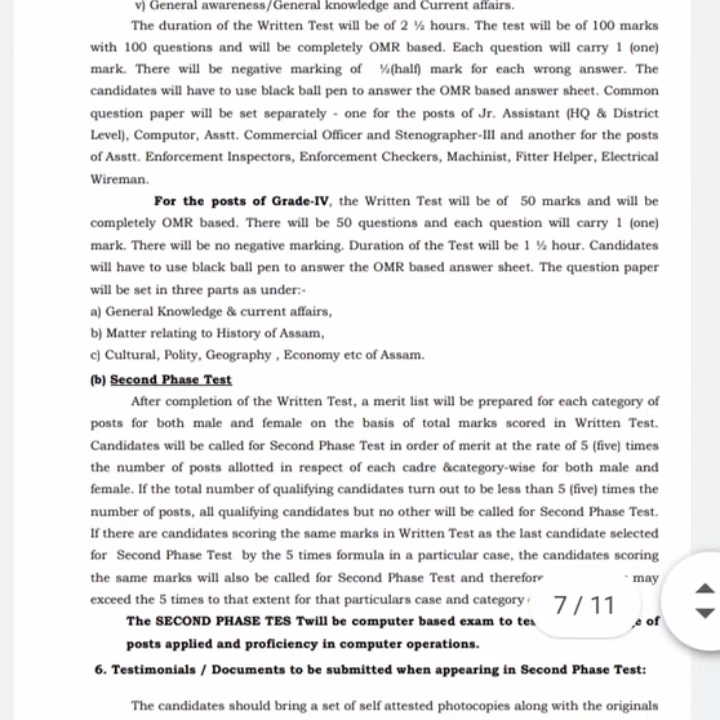 v) General awareness/General knowledge and Current affairs.
The duration of the Written Test will be of 2 ½ hours. The test will be of 100 marks
with 100 questions and will be completely OMR based. Each question will carry 1 (one)
mark. There will be negative marking of ½(half) mark for each wrong answer. The
candidates will have to use black ball pen to answer the OMR based answer sheet. Common
question paper will be set separately - one for the posts of Jr. Assistant (HQ & District
Level), Computor, Asstt. Commercial Officer and Stenographer-III and another for the posts
of Asstt. Enforcement Inspectors, Enforcement Checkers, Machinist, Fitter Helper, Electrical
Wireman.
For the posts of Grade-IV, the Written Test will be of 50 marks and will be
completely OMR based. There will be 50 questions and each question will carry 1 (one)
mark. There will be no negative marking. Duration of the Test will be 1 ½ hour. Candidates
will have to use black ball pen to answer the OMR based answer sheet. The question paper
will be set in three parts as under:-
a) General Knowledge & current affairs,
b) Matter relating to History of Assam,
c) Cultural, Polity, Geography , Economy etc of Assam.
(b) Second Phase Test
After completion of the Written Test, a merit list will be prepared for each category of
posts for both male and female on the basis of total marks scored in Written Test.
Candidates will be called for Second Phase Test in order of merit at the rate of 5 (five) times
the number of posts allotted in respect of each cadre &category-wise for both male and
female. If the total number of qualifying candidates turn out to be less than 5 (five) times the
number of posts, all qualifying candidates but no other will be called for Second Phase Test.
If there are candidates scoring the same marks in Written Test as the last candidate selected
for Second Phase Test by the 5 times formula in a particular case, the candidates scoring
the same marks will also be called for Second Phase Test and therefore may
exceed the 5 times to that extent for that particulars case and category
7 / 11
The SECOND PHASE TES Twill be computer based exam to of
posts applied and proficiency in computer operations.
6. Testimonials / Documents to be submitted when appearing in Second Phase Test:
The candidates should bring a set of self attested photocopies along with the originals